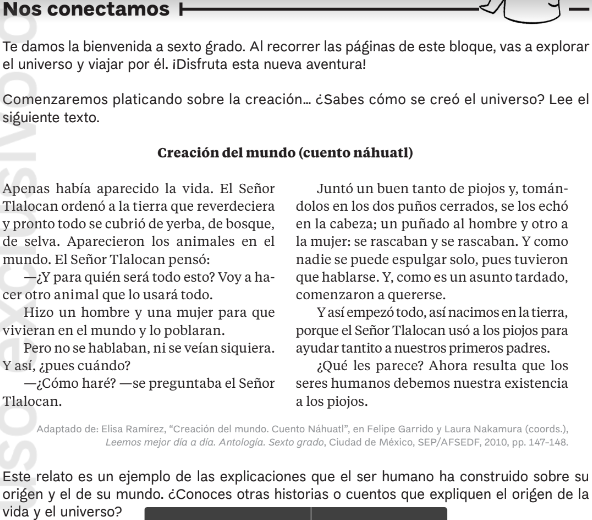 Nos conectamos
Te damos la bienvenida a sexto grado. Al recorrer las páginas de este bloque, vas a explorar
el universo y viajar por él. ¡Disfruta esta nueva aventura!
Comenzaremos platicando sobre la creación... ¿Sabes cómo se creó el universo? Lee el
siguiente texto.
Creación del mundo (cuento náhuatl)
Apenas había aparecido la vida. El Señor
Tlalocan ordenó a la tierra que reverdeciera
y pronto todo se cubrió de yerba, de bosque,
de selva. Aparecieron los animales en el
mundo. El Señor Tlalocan pensó:
—¿Y para quién será todo esto? Voy a ha-
cer otro animal que lo usará todo.
Hizo un hombre y una mujer para que
vivieran en el mundo y lo poblaran.
Pero no se hablaban, ni se veían siquiera.
Y así, ¿pues cuándo?
—¿Cómo haré? —se preguntaba el Señor
Tlalocan.
Juntó un buen tanto de piojos y, tomán-
dolos en los dos puños cerrados, se los echó
en la cabeza; un puñado al hombre y otro a
la mujer: se rascaban y se rascaban. Y como
nadie se puede espulgar solo, pues tuvieron
que hablarse. Y, como es un asunto tardado,
comenzaron a quererse.
Y así empezó todo, así nacimos en la tierra,
porque el Señor Tlalocan usó a los piojos para
ayudar tantito a nuestros primeros padres.
¿Qué les parece? Ahora resulta que los
seres humanos debemos nuestra existencia
a los piojos.
Adaptado de: Elisa Ramírez, “Creación del mundo. Cuento Náhuatl”, en Felipe Garrido y Laura Nakamura (coords.),
Leemos mejor día a día. Antología. Sexto grado, Ciudad de México, SEP/AFSEDF, 2010, pp. 147-148.
Este relato es un ejemplo de las explicaciones que el ser humano ha construido sobre su
origen y el de su mundo. ¿Conoces otras historias o cuentos que expliquen el origen de la
vida y el universo?